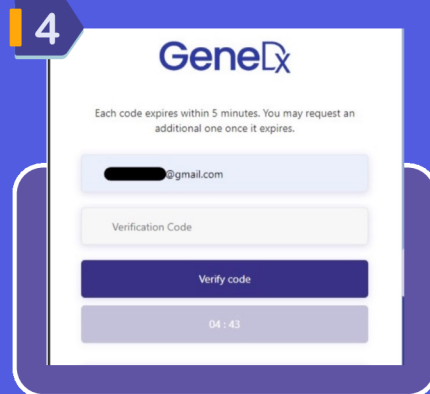 4
GeneDx
Each code expires within 5 minutes. You may request an
additional one once it expires.
@gmail.com
Verification Code
Verify code
04 : 43